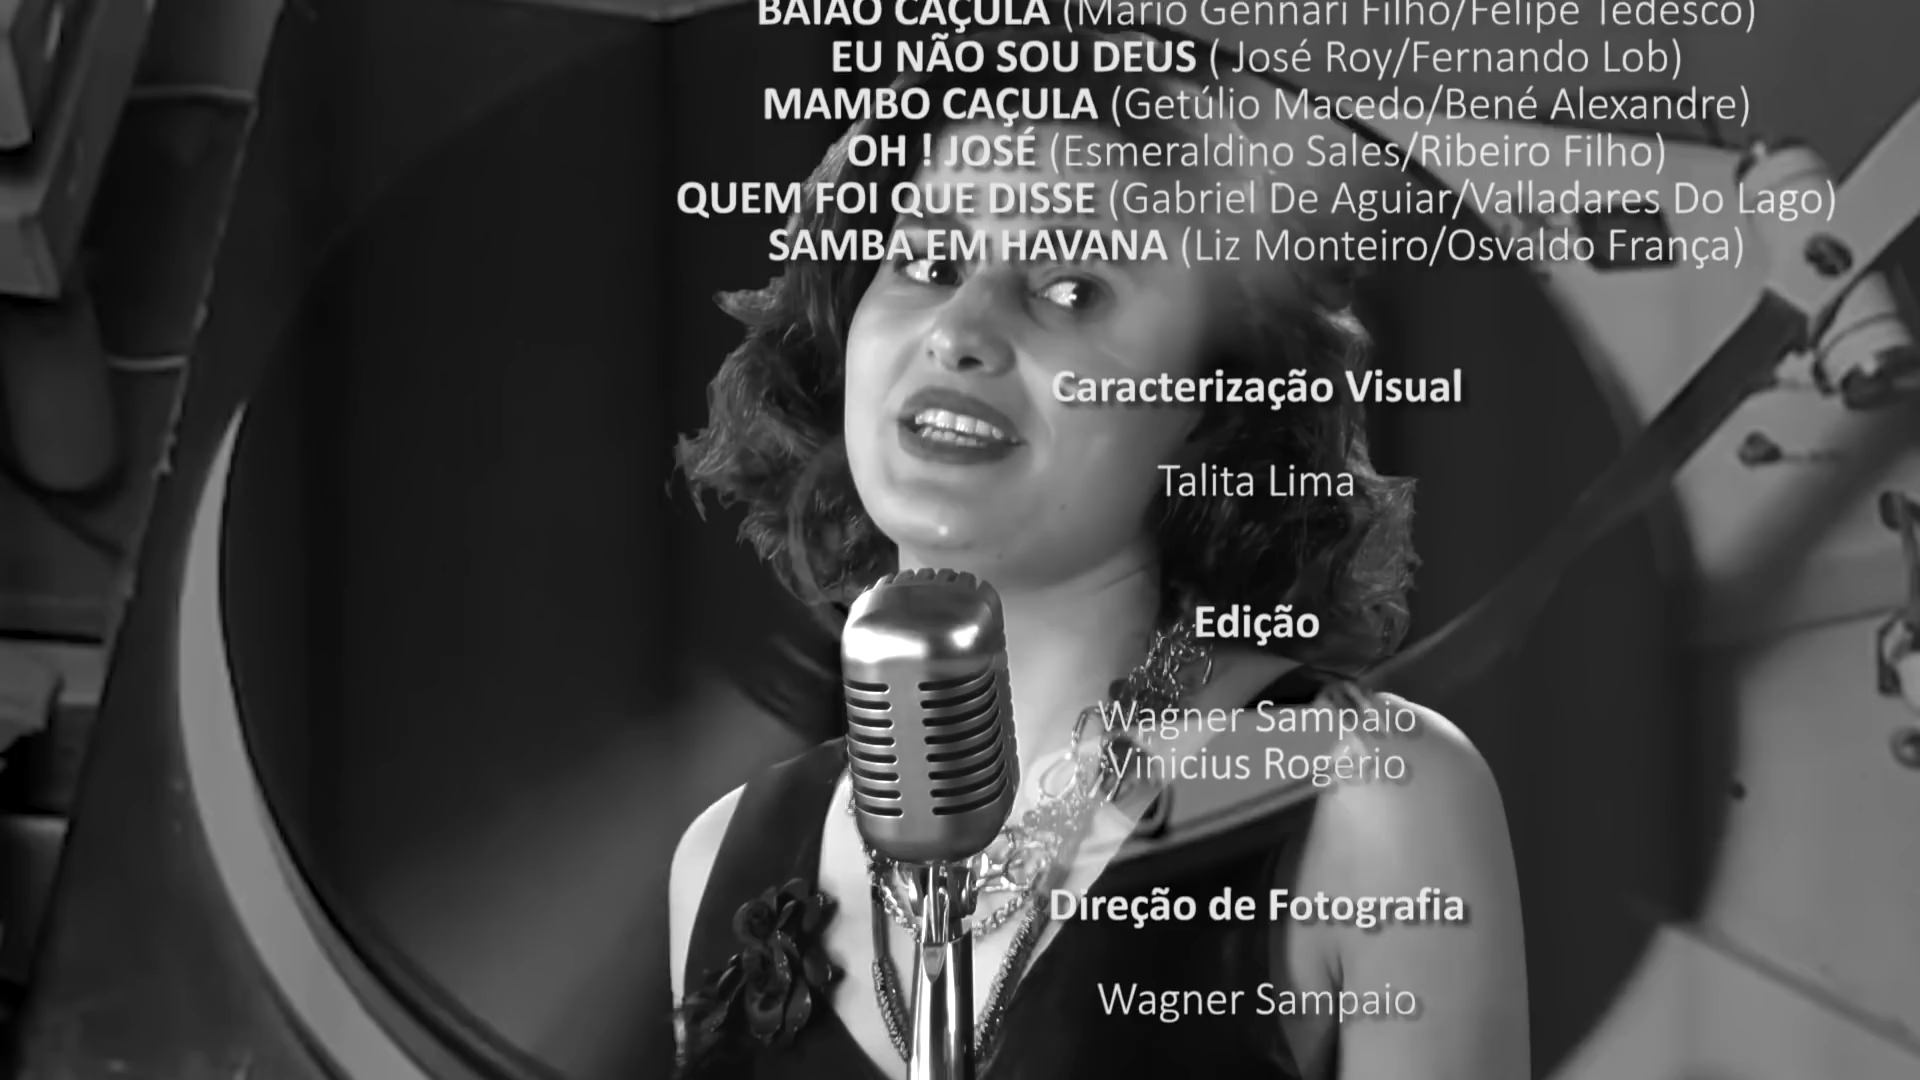 BAIÃO CAÇULA (Mário Gennari Filho/Felipe Tedesco)
EU NÃO SOU DEUS ( José Roy/Fernando Lob)
MAMBO CAÇULA (Getúlio Macedo/Bené Alexandre)
OH ! JOSÉ (Esmeraldino Sales/Ribeiro Filho)
QUEM FOI QUE DISSE (Gabriel De Aguiar/Valladares Do Lago)
SAMBA EM HAVANA (Liz Monteiro/Osvaldo França)
Caracterização Visual
Talita Lima
Edição
Wagner Sampaio
Vinicius Rogério
Direção de Fotografia
Wagner Sampaio